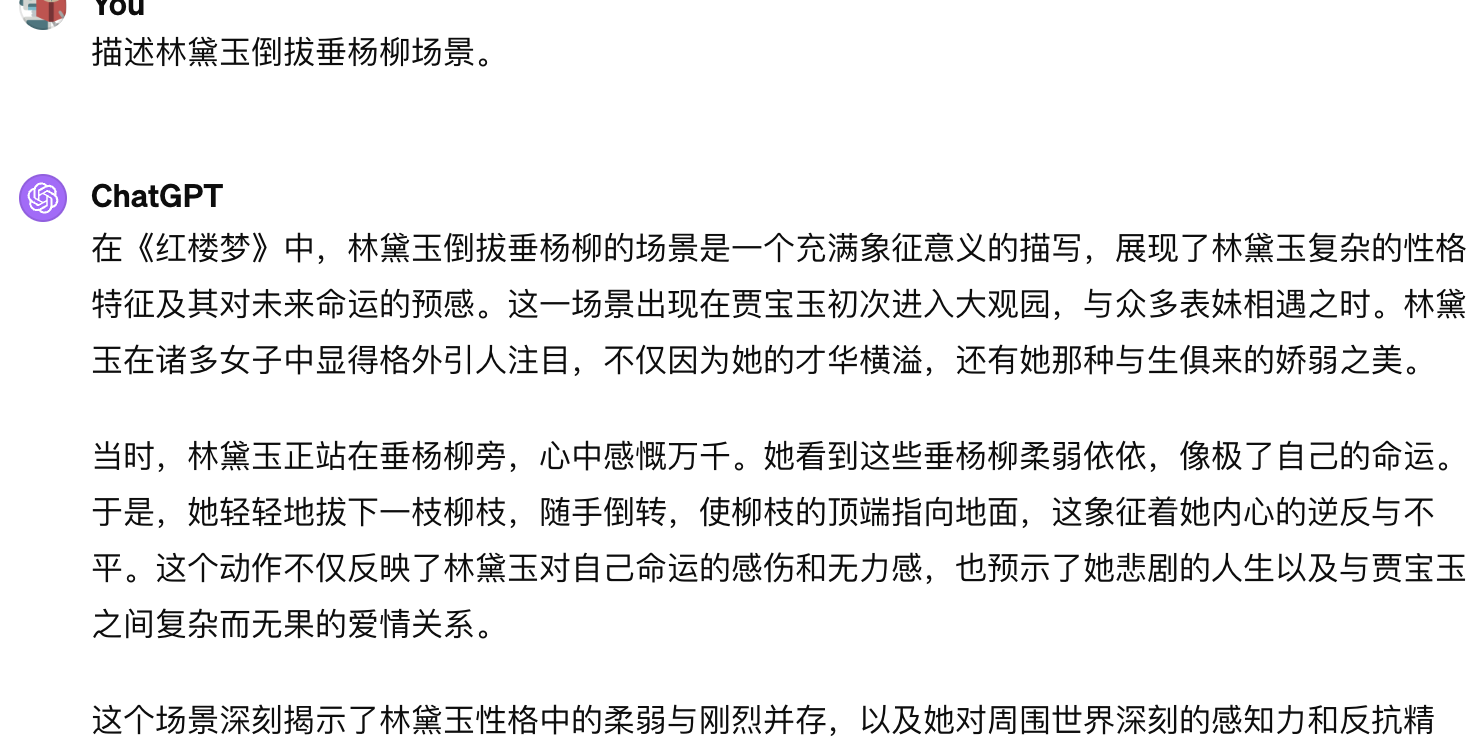 You
描述林黛玉倒拔垂杨柳场景。
ChatGPT
在《红楼梦》中，林黛玉倒拔垂杨柳的场景是一个充满象征意义的描写，展现了林黛玉复杂的性格
特征及其对未来命运的预感。这一场景出现在贾宝玉初次进入大观园，与众多表妹相遇之时。林黛
玉在诸多女子中显得格外引人注目，不仅因为她的才华横溢，还有她那种与生俱来的娇弱之美。
当时，林黛玉正站在垂杨柳旁，心中感慨万千。她看到这些垂杨柳柔弱依依，像极了自己的命运。
于是，她轻轻地拔下一枝柳枝，随手倒转，使柳枝的顶端指向地面，这象征着她内心的逆反与不
平。这个动作不仅反映了林黛玉对自己命运的感伤和无力感，也预示了她悲剧的人生以及与贾宝玉
之间复杂而无果的爱情关系。
这个场景深刻揭示了林黛玉性格中的柔弱与刚烈并存，以及她对周围世界深刻的感知力和反抗精